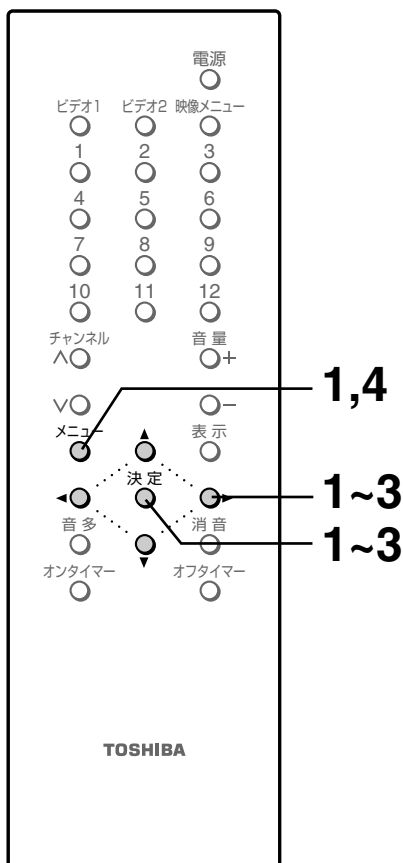 電源
ビデオ1 ビデオ2 映像メニュー
1 2 3
4 5 6
7 8 9
10 11 12
チャンネル 音量
∧ +
∨ −
1,4
メニュー ▲ 表示
◀ 決定 ▶
1~3
音多 消音
1~3
▼
オンタイマー オフタイマー
TOSHIBA